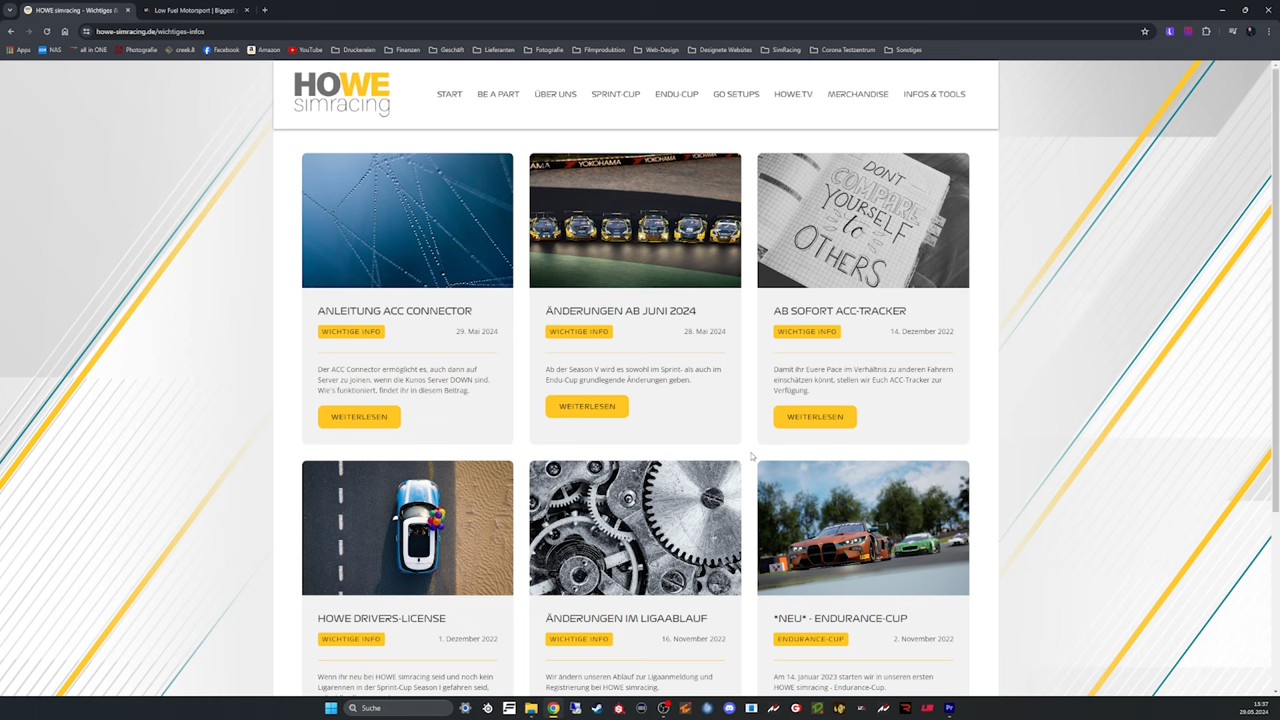 HOWE simracing - Wichtiges &
Low Fuel Motorsport | Biggest
howe-simracing.de/wichtiges-infos
Apps NAS all in ONE Photografie creek.8 Facebook Amazon YouTube Druckereien Finanzen Geschäft Lieferanten Fotografie Filmproduktion Web-Design Designete Websites SimRacing Corona Testzentrum Sonstiges
HOWE
simracing
START BE A PART ÜBER UNS SPRINT-CUP ENDU-CUP GO SETUPS HOWE.TV MERCHANDISE INFOS & TOOLS
YOKOHAMA YOKOHAMA
DON'T
COMPARE
YOURSELF
to
OTHERS
ANLEITUNG ACC CONNECTOR
WICHTIGE INFO 29. Mai 2024
Der ACC Connector ermöglicht es, auch dann auf
Server zu joinen, wenn die Kunos Server DOWN sind.
Wie's funktioniert, findet ihr in diesem Beitrag.
WEITERLESEN
ÄNDERUNGEN AB JUNI 2024
WICHTIGE INFO 28. Mai 2024
Ab der Season V wird es sowohl im Sprint- als auch im
Endu-Cup grundlegende Änderungen geben.
WEITERLESEN
AB SOFORT ACC-TRACKER
WICHTIGE INFO 14. Dezember 2022
Damit ihr Euere Pace im Verhältnis zu anderen Fahrern
einschätzen könnt, stellen wir Euch ACC-Tracker zur
Verfügung.
WEITERLESEN
HOWE DRIVERS-LICENSE
WICHTIGE INFO 1. Dezember 2022
Wenn ihr neu bei HOWE simracing seid und noch kein
Ligarennen in der Sprint-Cup Season I gefahren seid,
ÄNDERUNGEN IM LIGAABLAUF
WICHTIGE INFO 16. November 2022
Wir ändern unseren Ablauf zur Ligaanmeldung und
Registrierung bei HOWE simracing.
*NEU* - ENDURANCE-CUP
ENDURANCE-CUP 2. November 2022
Am 14. Januar 2023 starten wir in unseren ersten
HOWE simracing - Endurance-Cup.
Suche
13:37
29.05.2024